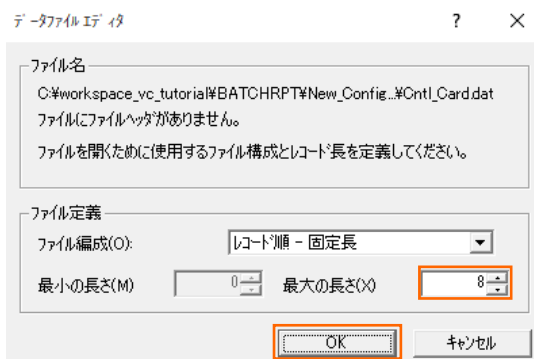 ﾃﾞｰﾀﾌｧｲﾙ ｴﾃﾞｨﾀ ?
ファイル名
C:¥workspace_vc_tutorial¥BATCHRPT¥New_Config...¥Cntl_Card.dat
ファイルにファイルヘッダがありません。
ファイルを開くために使用するファイル構成とレコード長を定義してください。
ファイル定義
ファイル編成(O): レコード順 - 固定長
最小の長さ(M) 0 最大の長さ(X) 8
OK キャンセル